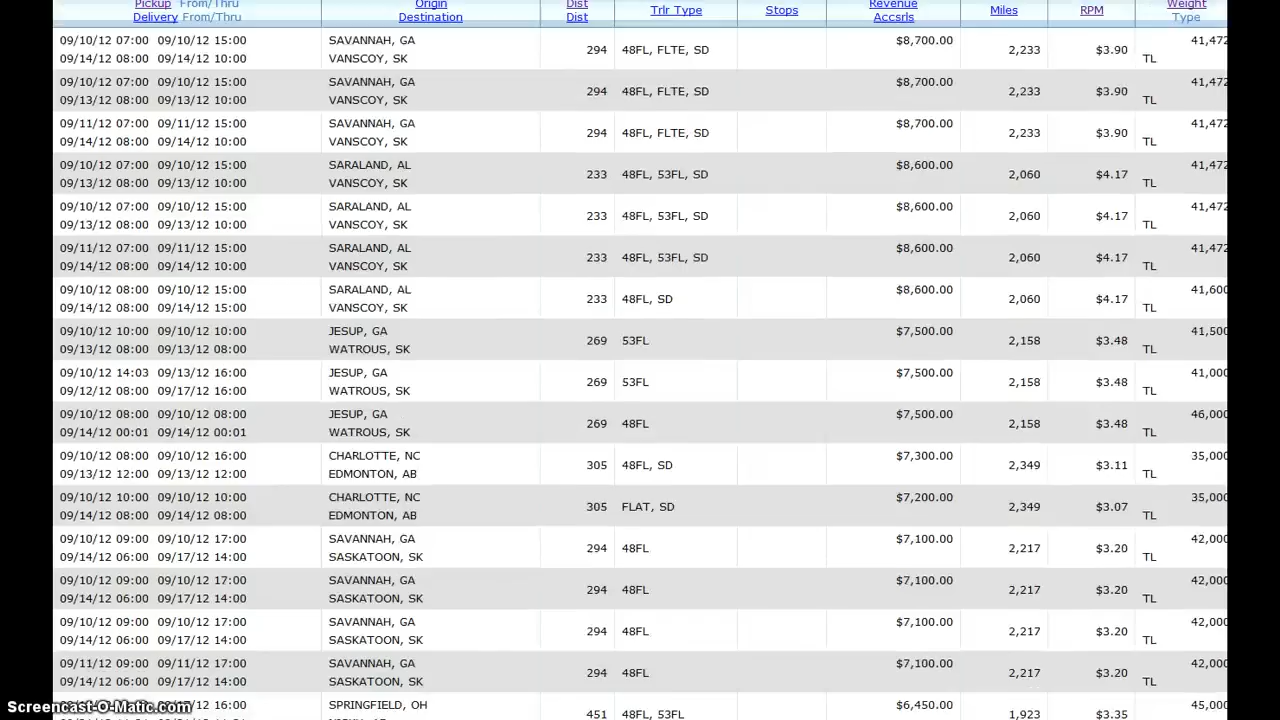 Pickup From/Thru Origin Dist Trlr Type Stops Revenue Miles RPM Weight
Delivery From/Thru Destination Dist Accsrls Type
09/10/12 07:00 09/10/12 15:00 SAVANNAH, GA 294 48FL, FLTE, SD $8,700.00 2,233 $3.90 41,472
09/14/12 08:00 09/14/12 10:00 VANSCOY, SK TL
09/10/12 07:00 09/10/12 15:00 SAVANNAH, GA 294 48FL, FLTE, SD $8,700.00 2,233 $3.90 41,472
09/13/12 08:00 09/13/12 10:00 VANSCOY, SK TL
09/11/12 07:00 09/11/12 15:00 SAVANNAH, GA 294 48FL, FLTE, SD $8,700.00 2,233 $3.90 41,472
09/14/12 08:00 09/14/12 10:00 VANSCOY, SK TL
09/10/12 07:00 09/10/12 15:00 SARALAND, AL 233 48FL, 53FL, SD $8,600.00 2,060 $4.17 41,472
09/13/12 08:00 09/13/12 10:00 VANSCOY, SK TL
09/10/12 07:00 09/10/12 15:00 SARALAND, AL 233 48FL, 53FL, SD $8,600.00 2,060 $4.17 41,472
09/14/12 08:00 09/14/12 10:00 VANSCOY, SK TL
09/11/12 07:00 09/11/12 15:00 SARALAND, AL 233 48FL, 53FL, SD $8,600.00 2,060 $4.17 41,472
09/14/12 08:00 09/14/12 10:00 VANSCOY, SK TL
09/10/12 08:00 09/10/12 15:00 SARALAND, AL 233 48FL, SD $8,600.00 2,060 $4.17 41,600
09/14/12 08:00 09/14/12 15:00 VANSCOY, SK TL
09/10/12 10:00 09/10/12 10:00 JESUP, GA 269 53FL $7,500.00 2,158 $3.48 41,500
09/13/12 08:00 09/13/12 08:00 WATROUS, SK TL
09/10/12 14:03 09/13/12 16:00 JESUP, GA 269 53FL $7,500.00 2,158 $3.48 41,000
09/12/12 08:00 09/17/12 16:00 WATROUS, SK TL
09/10/12 08:00 09/10/12 08:00 JESUP, GA 269 48FL $7,500.00 2,158 $3.48 46,000
09/14/12 00:01 09/14/12 00:01 WATROUS, SK TL
09/10/12 08:00 09/10/12 16:00 CHARLOTTE, NC 305 48FL, SD $7,300.00 2,349 $3.11 35,000
09/13/12 12:00 09/13/12 12:00 EDMONTON, AB TL
09/10/12 10:00 09/10/12 10:00 CHARLOTTE, NC 305 FLAT, SD $7,200.00 2,349 $3.07 35,000
09/14/12 08:00 09/14/12 08:00 EDMONTON, AB TL
09/10/12 09:00 09/10/12 17:00 SAVANNAH, GA 294 48FL $7,100.00 2,217 $3.20 42,000
09/14/12 06:00 09/17/12 14:00 SASKATOON, SK TL
09/10/12 09:00 09/10/12 17:00 SAVANNAH, GA 294 48FL $7,100.00 2,217 $3.20 42,000
09/14/12 06:00 09/17/12 14:00 SASKATOON, SK TL
09/10/12 09:00 09/10/12 17:00 SAVANNAH, GA 294 48FL $7,100.00 2,217 $3.20 42,000
09/14/12 06:00 09/17/12 14:00 SASKATOON, SK TL
09/11/12 09:00 09/11/12 17:00 SAVANNAH, GA 294 48FL $7,100.00 2,217 $3.20 42,000
09/14/12 06:00 09/17/12 14:00 SASKATOON, SK TL
16:00 SPRINGFIELD, OH 451 48FL, 53FL $6,450.00 1,923 $3.35 45,000
Screencast-O-Matic.com